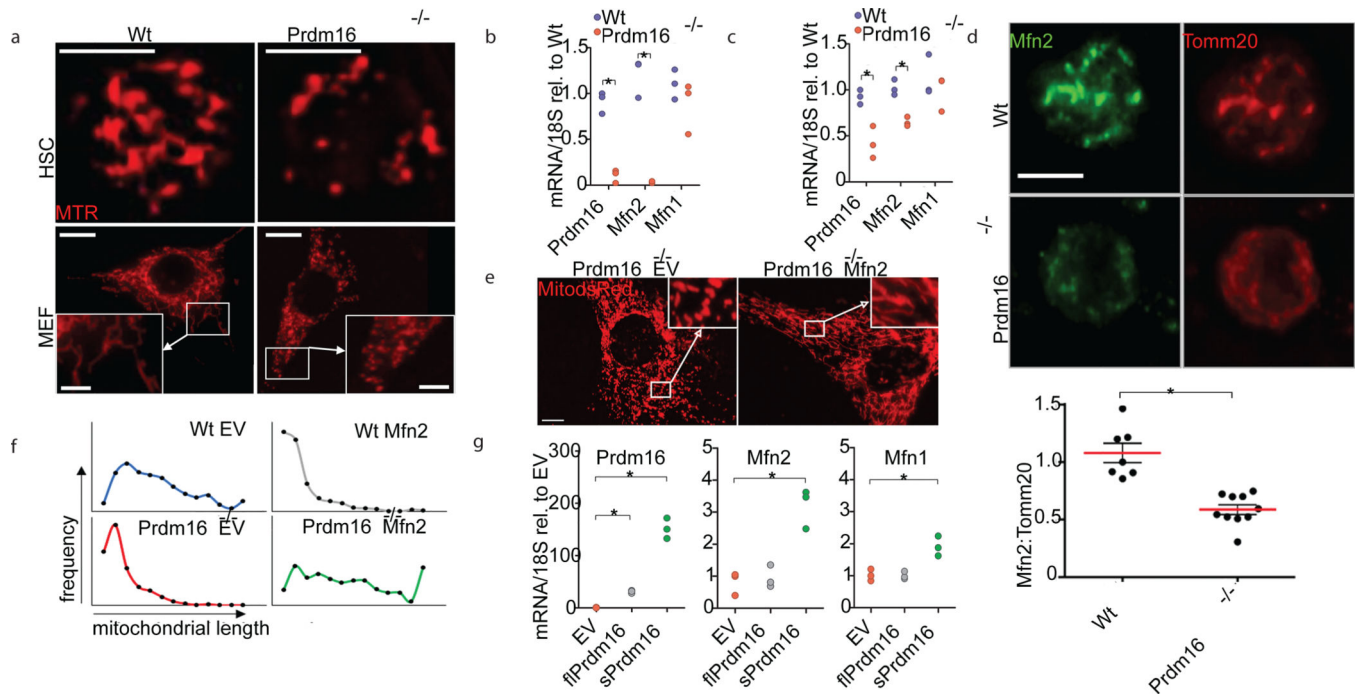 a
Wt
Prdm16 -/-
HSC
MTR
MEF
b
Wt
Prdm16 -/-
mRNA/18S rel. to Wt
1.5
1.0
0.5
0
*
*
Prdm16
Mfn2
Mfn1
c
Wt
Prdm16 -/-
mRNA/18S rel. to Wt
1.5
1.0
0.5
0
*
*
Prdm16
Mfn2
Mfn1
d
Mfn2
Tomm20
Wt
Prdm16 -/-
*
Mfn2:Tomm20
1.5
1.0
0.5
0
Wt
Prdm16 -/-
e
Prdm16 -/- EV
Prdm16 -/- Mfn2
MitodsRed
f
Wt EV
Wt Mfn2
Prdm16 -/- EV
Prdm16 -/- Mfn2
frequency
mitochondrial length
g
mRNA/18S rel. to EV
Prdm16
300
200
100
0
*
*
EV
flPrdm16
sPrdm16
Mfn2
5
4
3
2
1
0
*
EV
flPrdm16
sPrdm16
Mfn1
5
4
3
2
1
0
*
EV
flPrdm16
sPrdm16